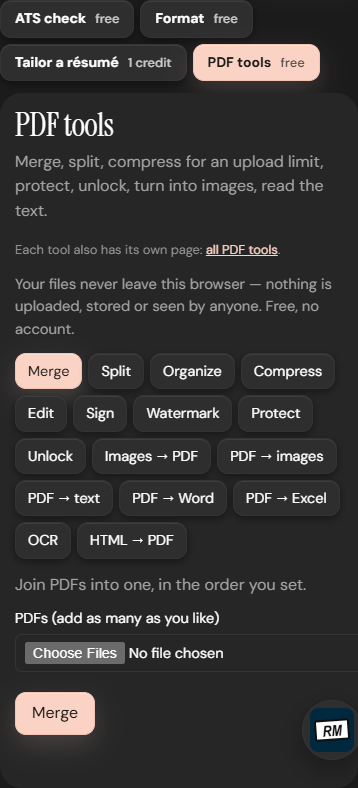 ATS check free Format free
Tailor a résumé 1 credit PDF tools free
PDF tools
Merge, split, compress for an upload limit,
protect, unlock, turn into images, read the
text.
Each tool also has its own page: all PDF tools.
Your files never leave this browser — nothing is
uploaded, stored or seen by anyone. Free, no
account.
Merge Split Organize Compress
Edit Sign Watermark Protect
Unlock Images → PDF PDF → images
PDF → text PDF → Word PDF → Excel
OCR HTML → PDF
Join PDFs into one, in the order you set.
PDFs (add as many as you like)
Choose Files No file chosen
Merge
RM